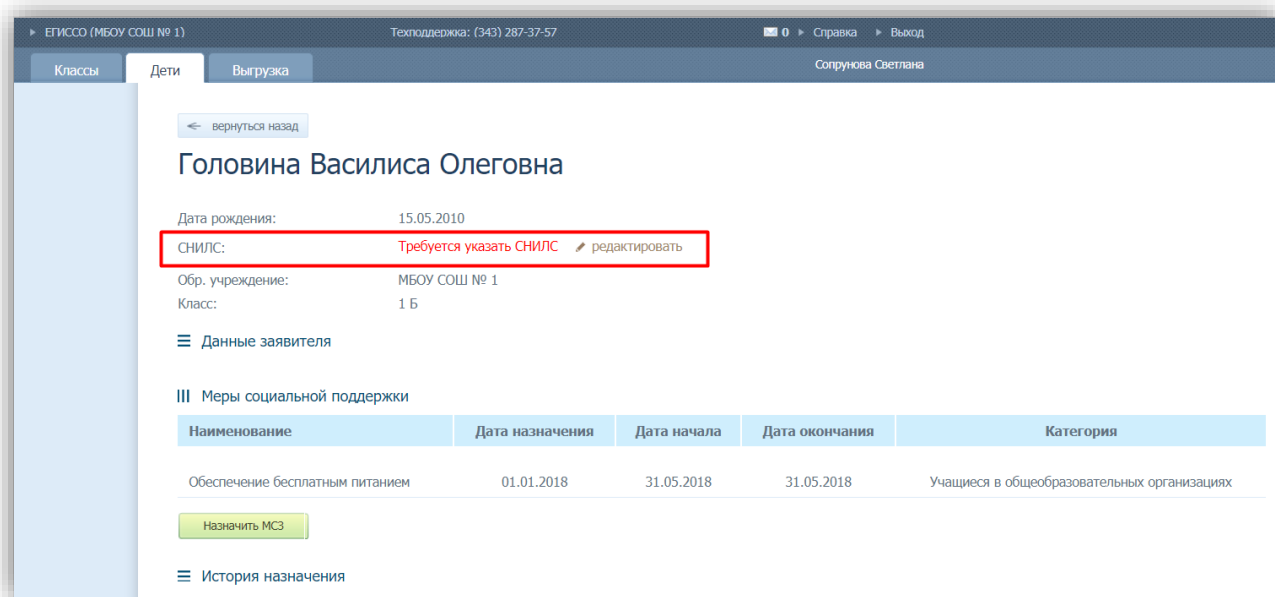 ЕГИССО (МБОУ СОШ № 1) Техподдержка: (343) 287-37-57 0 Справка Выход
Классы Дети Выгрузка Сопрунова Светлана
вернуться назад
Головина Василиса Олеговна
Дата рождения: 15.05.2010
СНИЛС: Требуется указать СНИЛС редактировать
Обр. учреждение: МБОУ СОШ № 1
Класс: 1 Б
Данные заявителя
Меры социальной поддержки
Наименование Дата назначения Дата начала Дата окончания Категория
Обеспечение бесплатным питанием 01.01.2018 31.05.2018 31.05.2018 Учащиеся в общеобразовательных организациях
Назначить МСЗ
История назначения